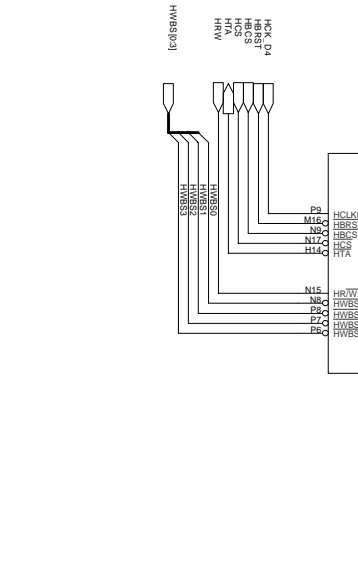 HWBS[0:3]
HRW
HTA
HCS
HBCS
HBRST
HCK_D4
HWBS3
HWBS2
HWBS1
HWBS0
P9
HCLKI
M16
HBRS
N9
HBCS
N17
HCS
H14
HTA
N15
HR/W
N8
HWBS
P8
HWBS
P7
HWBS
P6
HWBS